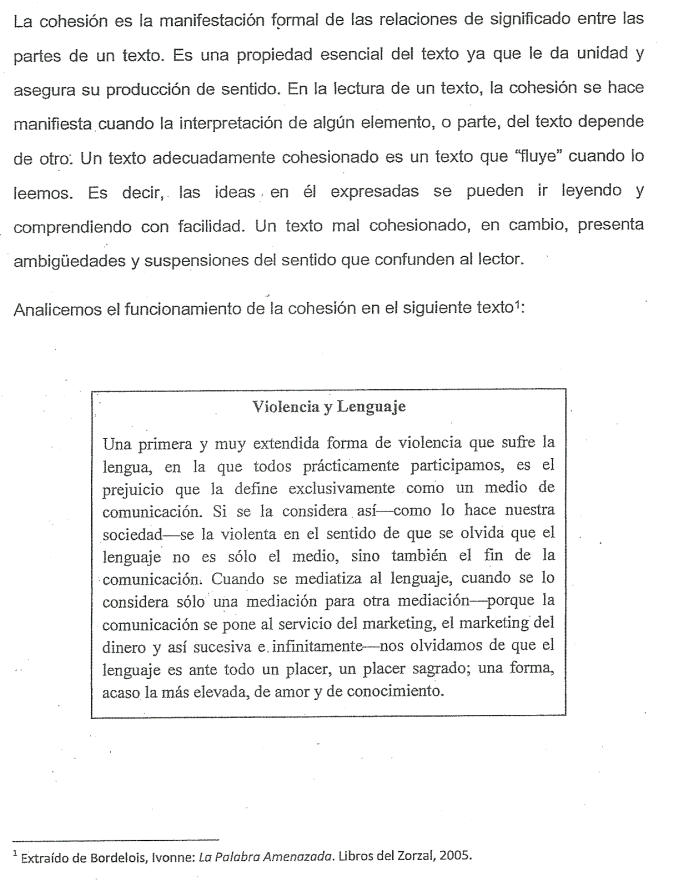 La cohesión es la manifestación formal de las relaciones de significado entre las
partes de un texto. Es una propiedad esencial del texto ya que le da unidad y
asegura su producción de sentido. En la lectura de un texto, la cohesión se hace
manifiesta cuando la interpretación de algún elemento, o parte, del texto depende
de otro. Un texto adecuadamente cohesionado es un texto que “fluye” cuando lo
leemos. Es decir, las ideas en él expresadas se pueden ir leyendo y
comprendiendo con facilidad. Un texto mal cohesionado, en cambio, presenta
ambigüedades y suspensiones del sentido que confunden al lector.
Analicemos el funcionamiento de la cohesión en el siguiente texto¹:
Violencia y Lenguaje
Una primera y muy extendida forma de violencia que sufre la
lengua, en la que todos prácticamente participamos, es el
prejuicio que la define exclusivamente como un medio de
comunicación. Si se la considera así—como lo hace nuestra
sociedad—se la violenta en el sentido de que se olvida que el
lenguaje no es sólo el medio, sino también el fin de la
comunicación. Cuando se mediatiza al lenguaje, cuando se lo
considera sólo una mediación para otra mediación—porque la
comunicación se pone al servicio del marketing, el marketing del
dinero y así sucesiva e infinitamente—nos olvidamos de que el
lenguaje es ante todo un placer, un placer sagrado; una forma,
acaso la más elevada, de amor y de conocimiento.
¹ Extraído de Bordelois, Ivonne: La Palabra Amenazada. Libros del Zorzal, 2005.